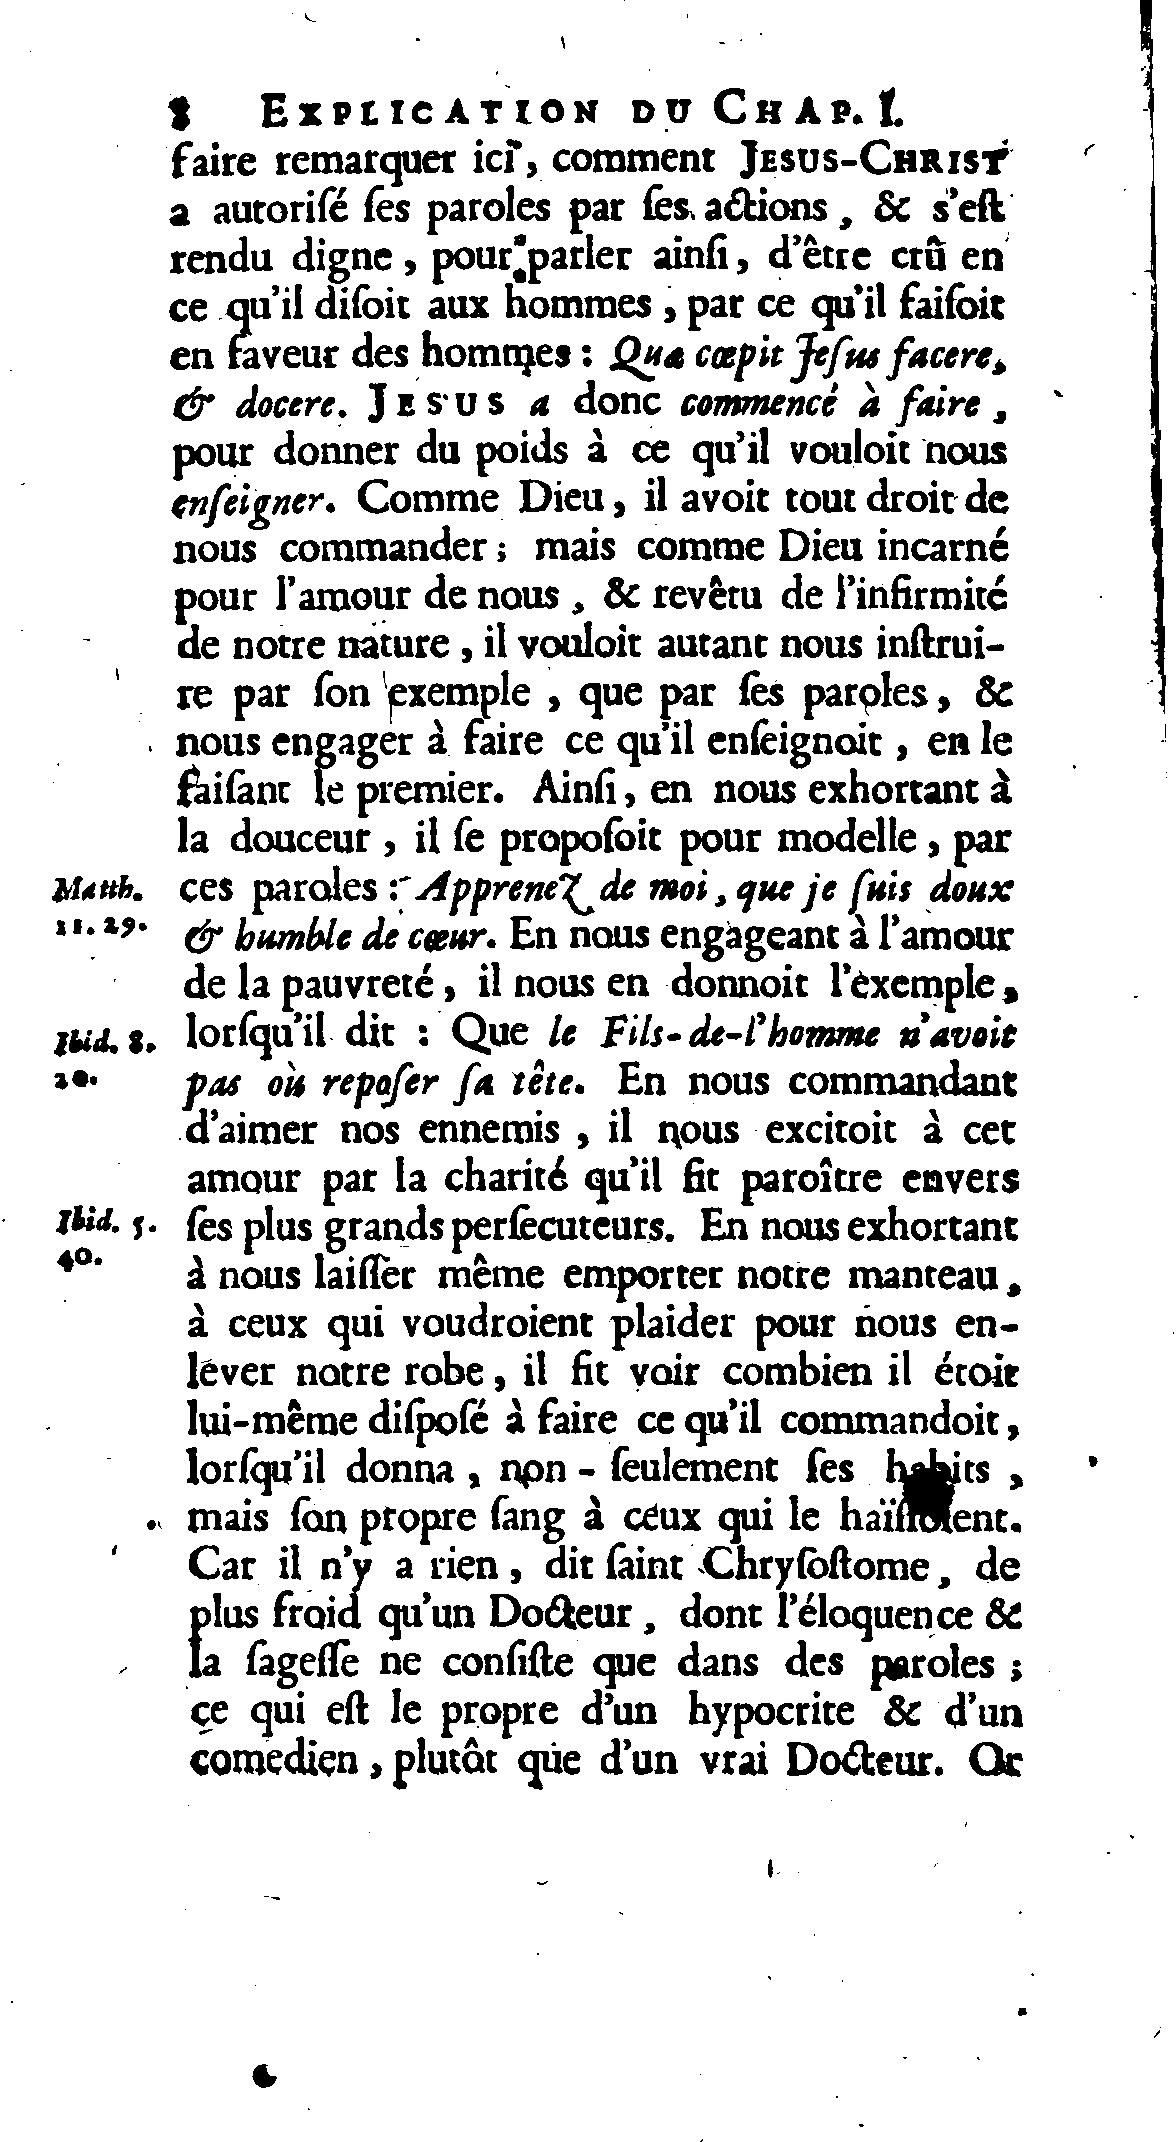 8 EXPLICATION DU CHAP. I.
faire remarquer ici, comment JESUS-CHRIST
a autoriſé ſes paroles par ſes actions, & s'eſt
rendu digne, pour parler ainſi, d'être crû en
ce qu'il diſoit aux hommes, par ce qu'il faiſoit
en faveur des hommes : Quæ cœpit Jeſus facere,
& docere. JESUS a donc commencé à faire,
pour donner du poids à ce qu'il vouloit nous
enſeigner. Comme Dieu, il avoit tout droit de
nous commander ; mais comme Dieu incarné
pour l'amour de nous, & revêtu de l'infirmité
de notre nature, il vouloit autant nous inſtrui-
re par ſon exemple, que par ſes paroles, &
nous engager à faire ce qu'il enſeignoit, en le
faiſant le premier. Ainſi, en nous exhortant à
la douceur, il ſe propoſoit pour modelle, par
Matth. ces paroles : Apprenez de moi, que je ſuis doux
11. 29. & humble de cœur. En nous engageant à l'amour
de la pauvreté, il nous en donnoit l'exemple,
Ibid. 8. lorſqu'il dit : Que le Fils-de-l'homme n'avoit
20. pas où repoſer ſa tête. En nous commandant
d'aimer nos ennemis, il nous excitoit à cet
amour par la charité qu'il fit paroître envers
Ibid. 5. ſes plus grands perſecuteurs. En nous exhortant
40. à nous laiſſer même emporter notre manteau,
à ceux qui voudroient plaider pour nous en-
lever notre robe, il fit voir combien il étoit
lui-même diſpoſé à faire ce qu'il commandoit,
lorſqu'il donna, non-ſeulement ſes habits,
mais ſon propre ſang à ceux qui le haïſſoient.
Car il n'y a rien, dit ſaint Chryſoſtome, de
plus froid qu'un Docteur, dont l'éloquence &
la ſageſſe ne conſiſte que dans des paroles ;
ce qui eſt le propre d'un hypocrite & d'un
comedien, plutôt que d'un vrai Docteur. Or